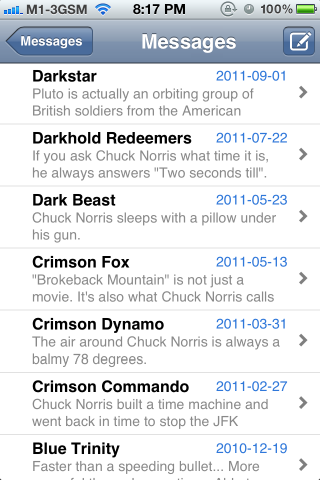 M1-3GSM 8:17 PM 100%
Messages Messages
Darkstar 2011-09-01
Pluto is actually an orbiting group of
British soldiers from the American
Darkhold Redeemers 2011-07-22
If you ask Chuck Norris what time it is,
he always answers "Two seconds till".
Dark Beast 2011-05-23
Chuck Norris sleeps with a pillow under
his gun.
Crimson Fox 2011-05-13
"Brokeback Mountain" is not just a
movie. It's also what Chuck Norris calls
Crimson Dynamo 2011-03-31
The air around Chuck Norris is always a
balmy 78 degrees.
Crimson Commando 2011-02-27
Chuck Norris built a time machine and
went back in time to stop the JFK
Blue Trinity 2010-12-19
Faster than a speeding bullet... More